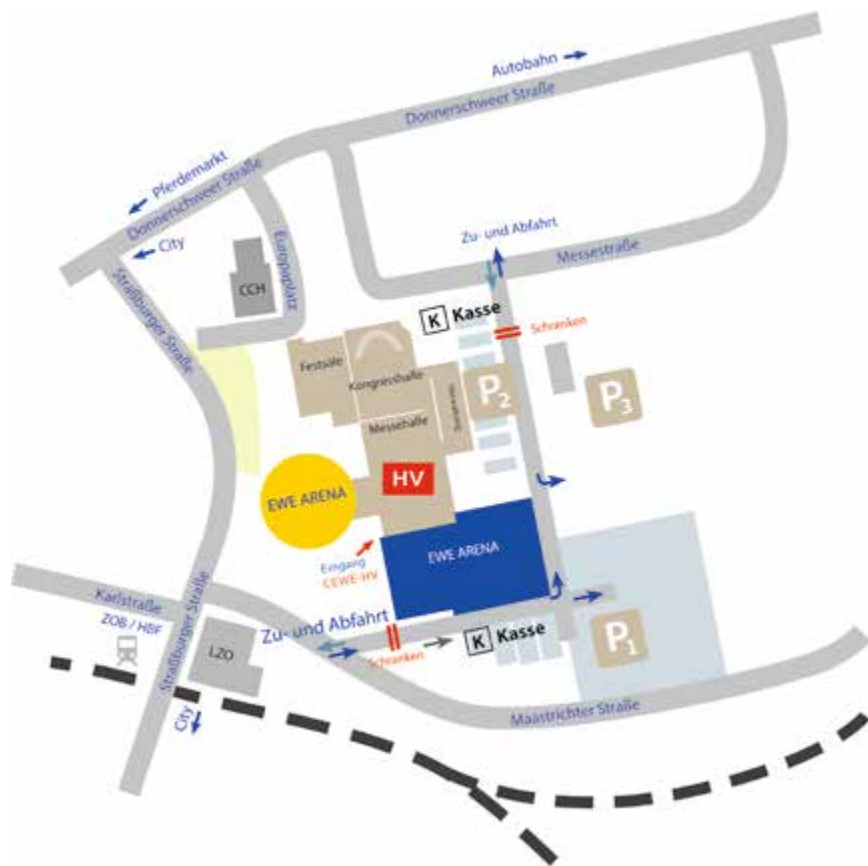 Autobahn
Donnerschweer Straße
Pferdemarkt
Donnerschweer Straße
City
Zu- und Abfahrt
Messestraße
Europaplatz
CCH
Straßburger Straße
K Kasse
Schranken
Festsäle
Kongresshalle
P2
P3
Messehalle
HV
EWE ARENA
EWE ARENA
Eingang
CEWE-HV
Karlstraße
ZOB / HBF
Straßburger Straße
Zu- und Abfahrt
K Kasse
Schranken
LZO
P1
City
Maastrichter Straße